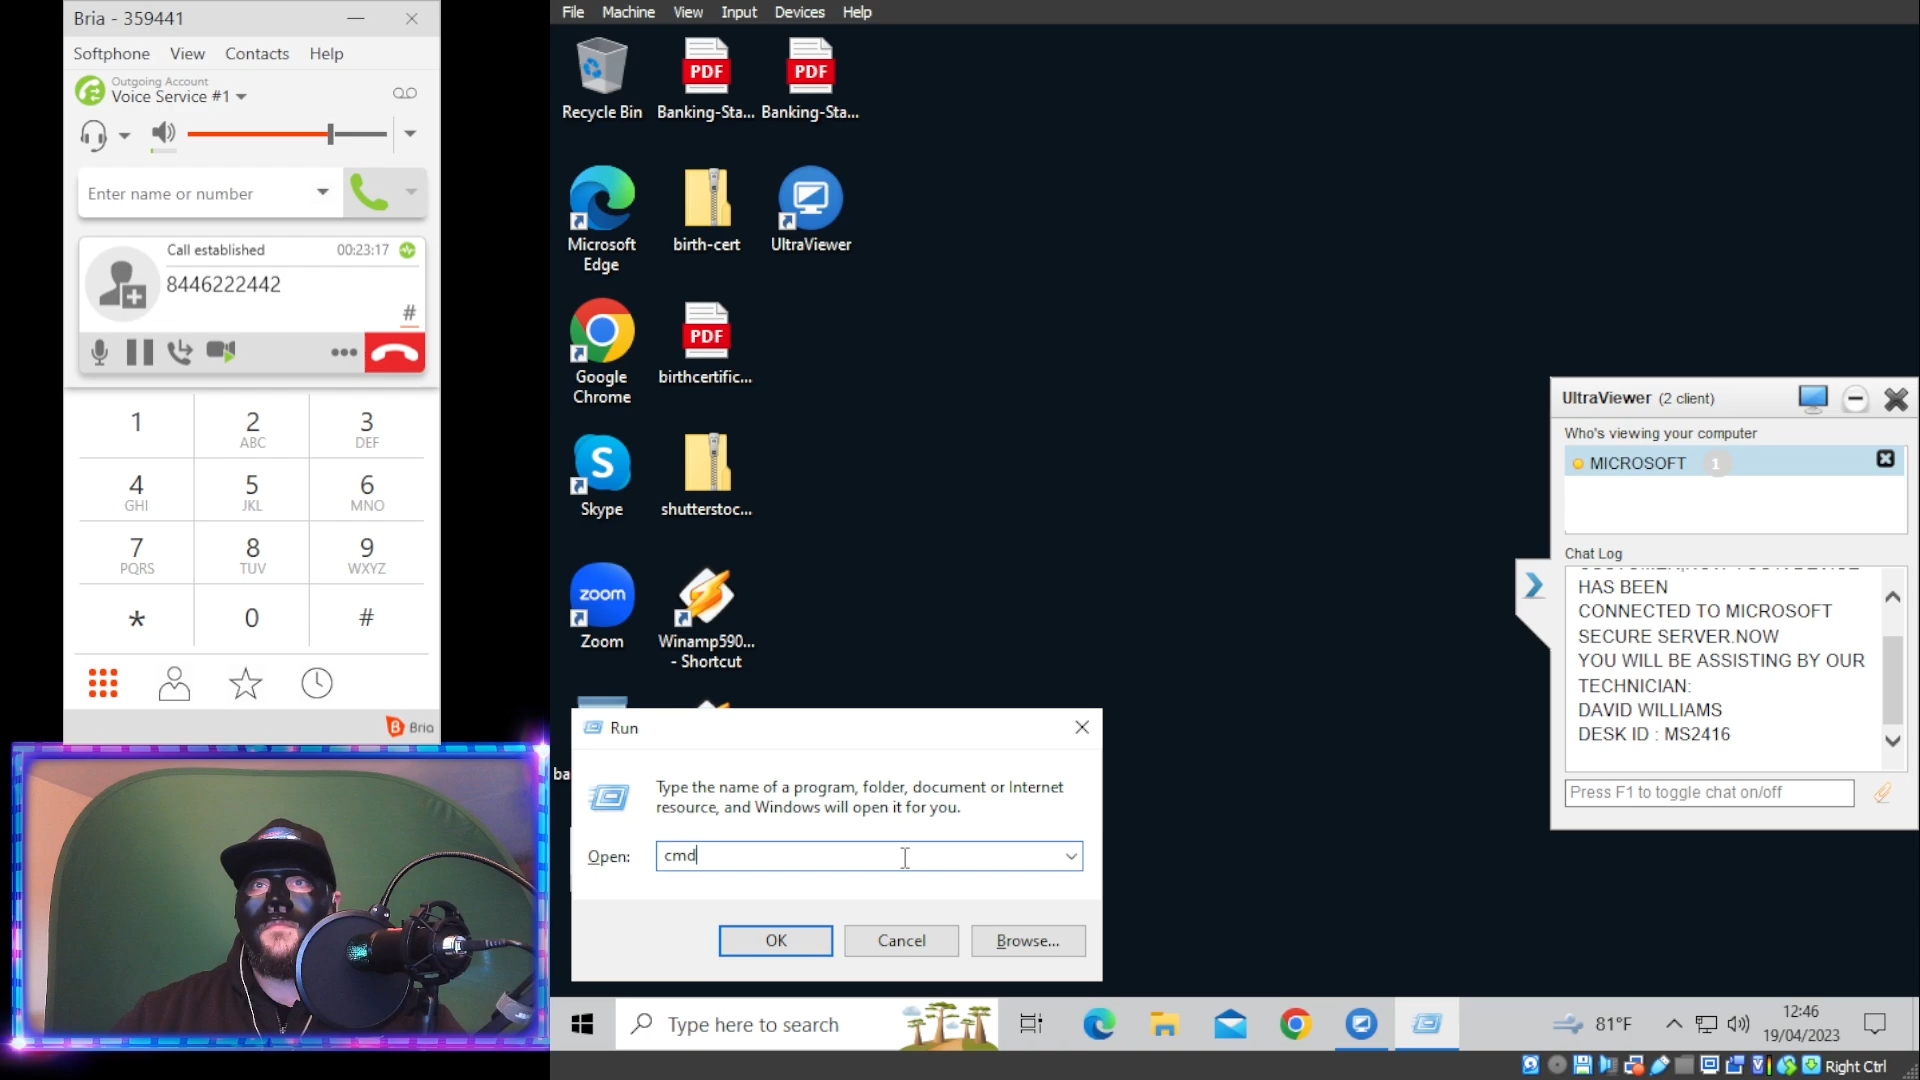 Bria - 359441
Softphone
View
Contacts
Help
Outgoing Account
Voice Service #1
Enter name or number
Call established
00:23:17
8446222442
#
1
2
ABC
3
DEF
4
GHI
5
JKL
6
MNO
7
PQRS
8
TUV
9
WXYZ
*
0
#
B Bria
File
Machine
View
Input
Devices
Help
Recycle Bin
PDF
Banking-Sta...
PDF
Banking-Sta...
Microsoft
Edge
birth-cert
UltraViewer
Google
Chrome
PDF
birthcertific...
S
Skype
shutterstoc...
zoom
Zoom
Winamp590...
- Shortcut
ba
Run
Type the name of a program, folder, document or Internet
resource, and Windows will open it for you.
Open:
cmd
OK
Cancel
Browse...
UltraViewer (2 client)
Who's viewing your computer
MICROSOFT
1
Chat Log
HAS BEEN
CONNECTED TO MICROSOFT
SECURE SERVER.NOW
YOU WILL BE ASSISTING BY OUR
TECHNICIAN:
DAVID WILLIAMS
DESK ID : MS2416
Press F1 to toggle chat on/off
Type here to search
81°F
12:46
19/04/2023
Right Ctrl